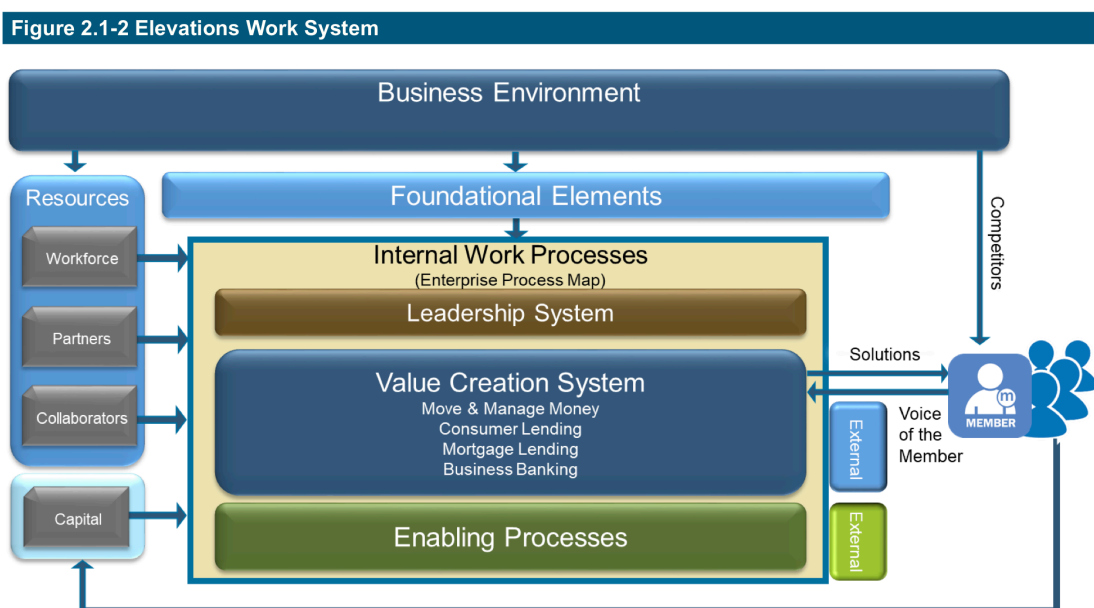 Figure 2.1-2 Elevations Work System
Business Environment
Resources
Workforce
Partners
Collaborators
Capital
Foundational Elements
Internal Work Processes
(Enterprise Process Map)
Leadership System
Value Creation System
Move & Manage Money
Consumer Lending
Mortgage Lending
Business Banking
Enabling Processes
External
External
Competitors
Solutions
Voice
of the
Member
m
MEMBER